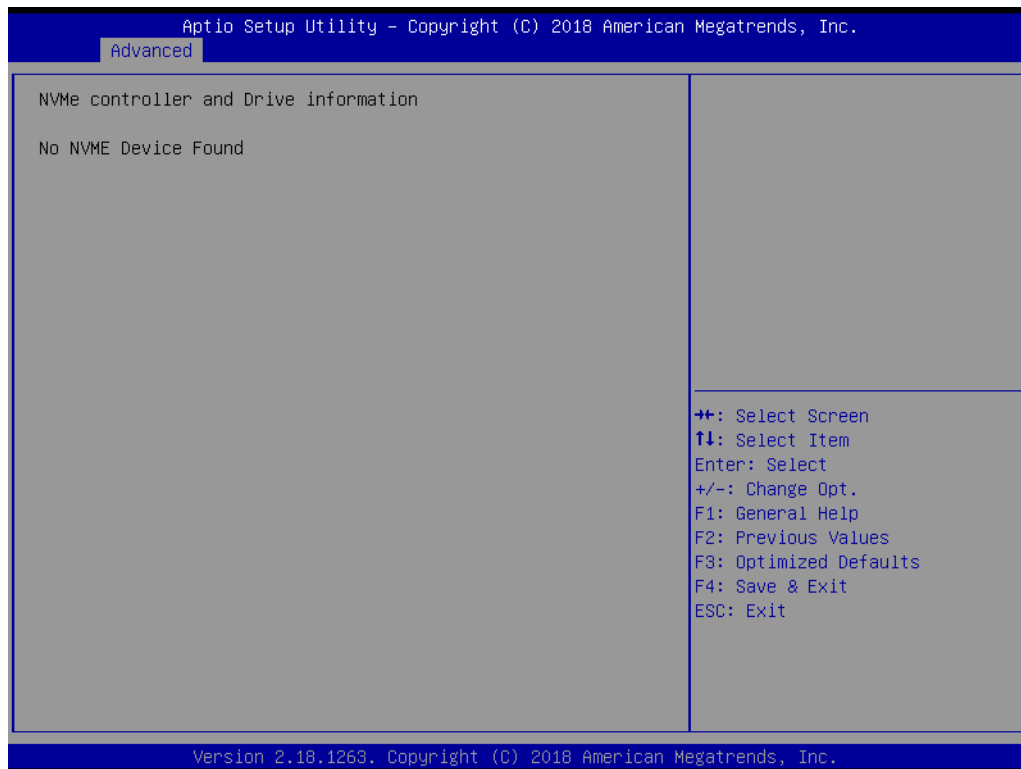 Aptio Setup Utility – Copyright (C) 2018 American Megatrends, Inc.
Advanced
NVMe controller and Drive information
No NVME Device Found
→←: Select Screen
↑↓: Select Item
Enter: Select
+/-: Change Opt.
F1: General Help
F2: Previous Values
F3: Optimized Defaults
F4: Save & Exit
ESC: Exit
Version 2.18.1263. Copyright (C) 2018 American Megatrends, Inc.